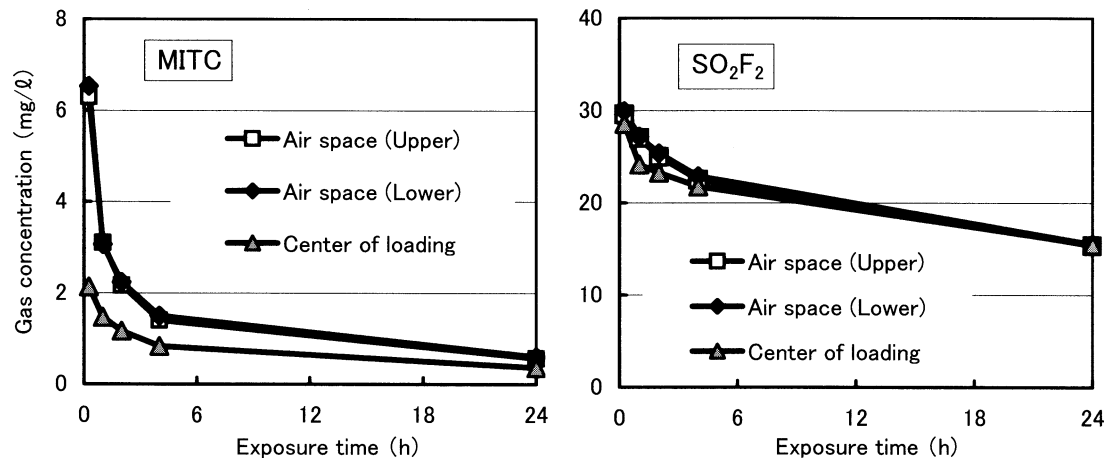 Gas concentration (mg/ℓ)
8
6
4
2
0
MITC
Air space (Upper)
Air space (Lower)
Center of loading
0 6 12 18 24
Exposure time (h)
40
30
20
10
0
SO₂F₂
Air space (Upper)
Air space (Lower)
Center of loading
0 6 12 18 24
Exposure time (h)